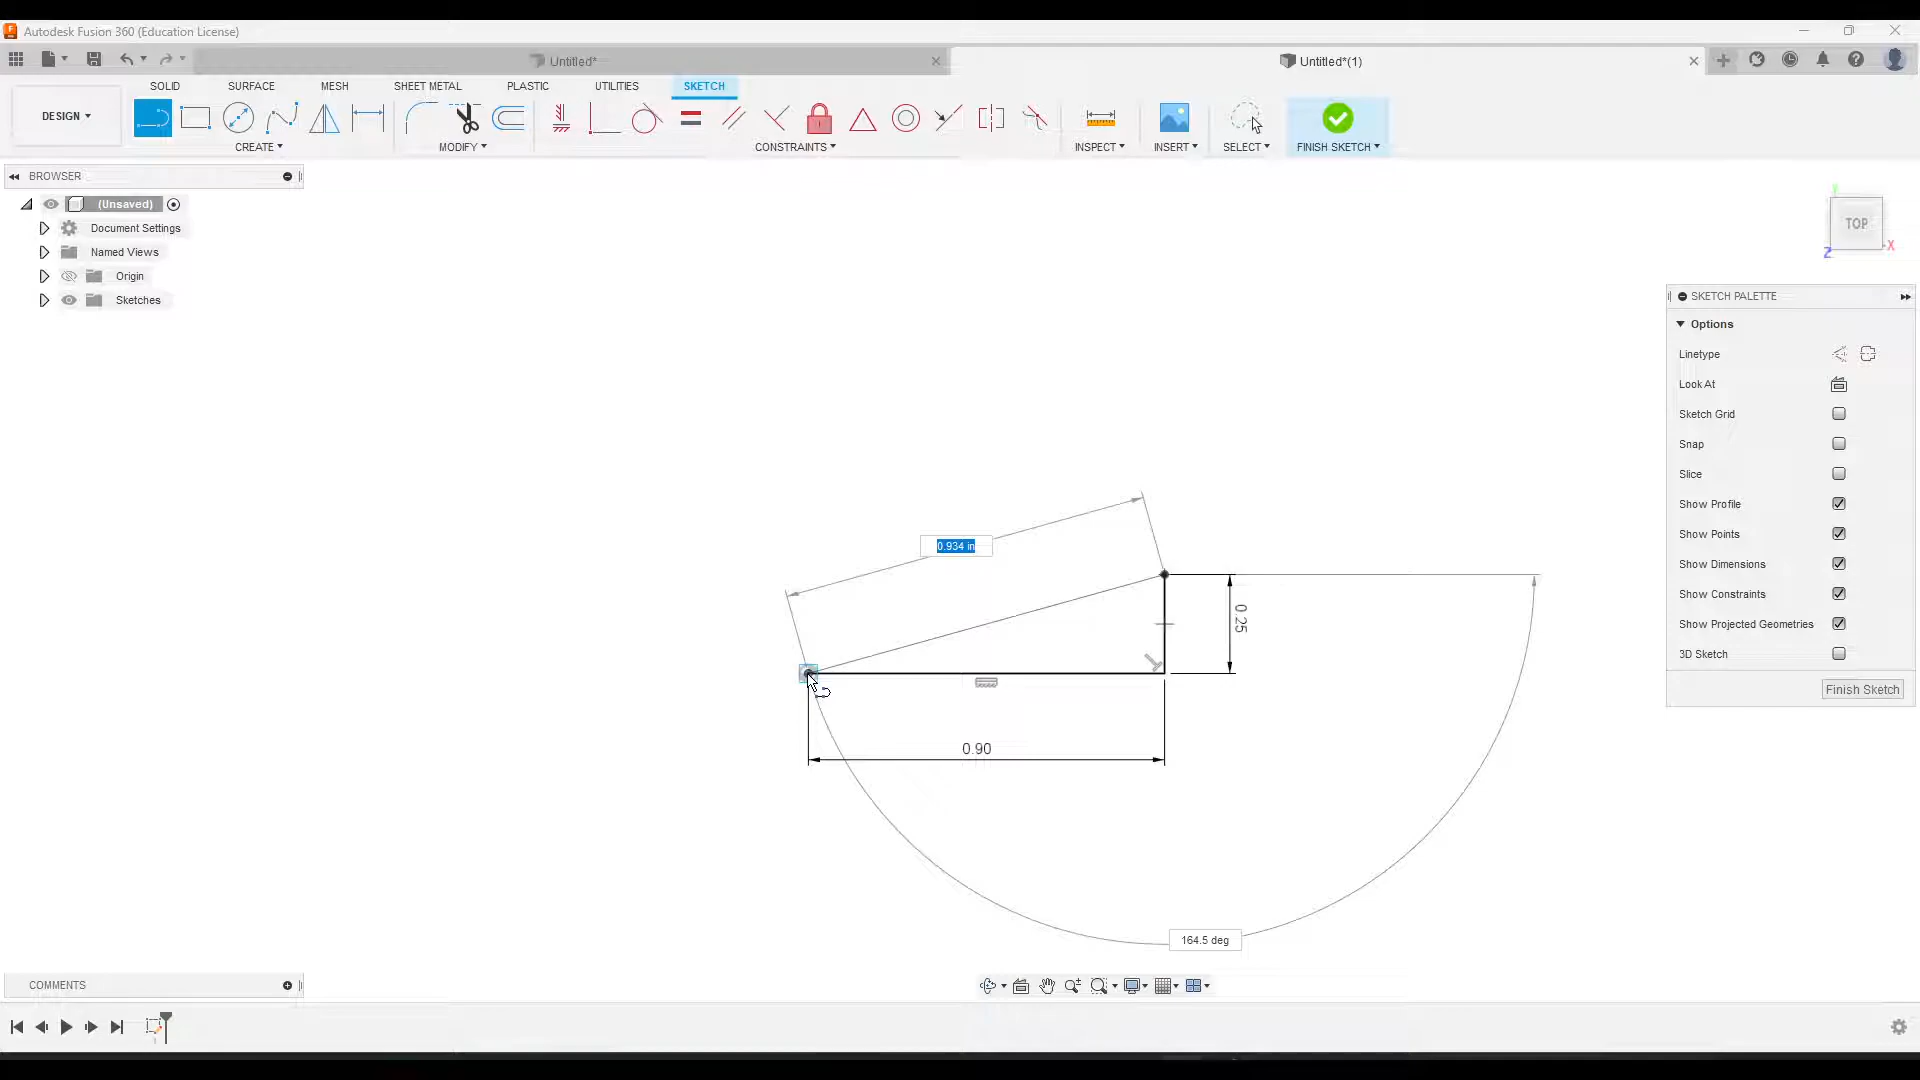 Autodesk Fusion 360 (Education License)
Untitled*
Untitled*(1)
SOLID SURFACE MESH SHEET METAL PLASTIC UTILITIES SKETCH
DESIGN
CREATE MODIFY CONSTRAINTS INSPECT INSERT SELECT FINISH SKETCH
BROWSER
(Unsaved)
Document Settings
Named Views
Origin
Sketches
Y
TOP
X
Z
SKETCH PALETTE
Options
Linetype
Look At
Sketch Grid
Snap
Slice
Show Profile
Show Points
Show Dimensions
Show Constraints
Show Projected Geometries
3D Sketch
Finish Sketch
0.934 in
0.25
0.90
164.5 deg
COMMENTS
1